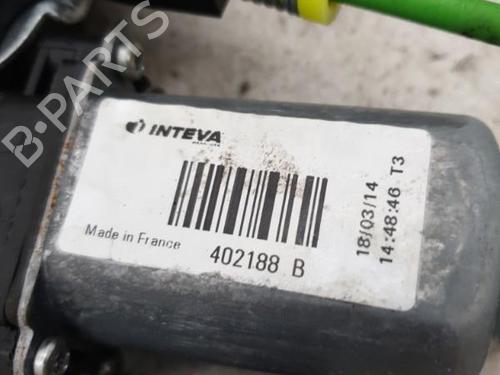 INTEVA
Made in France
402188 B
18/03/14
14:48:46 T3
B-PARTS